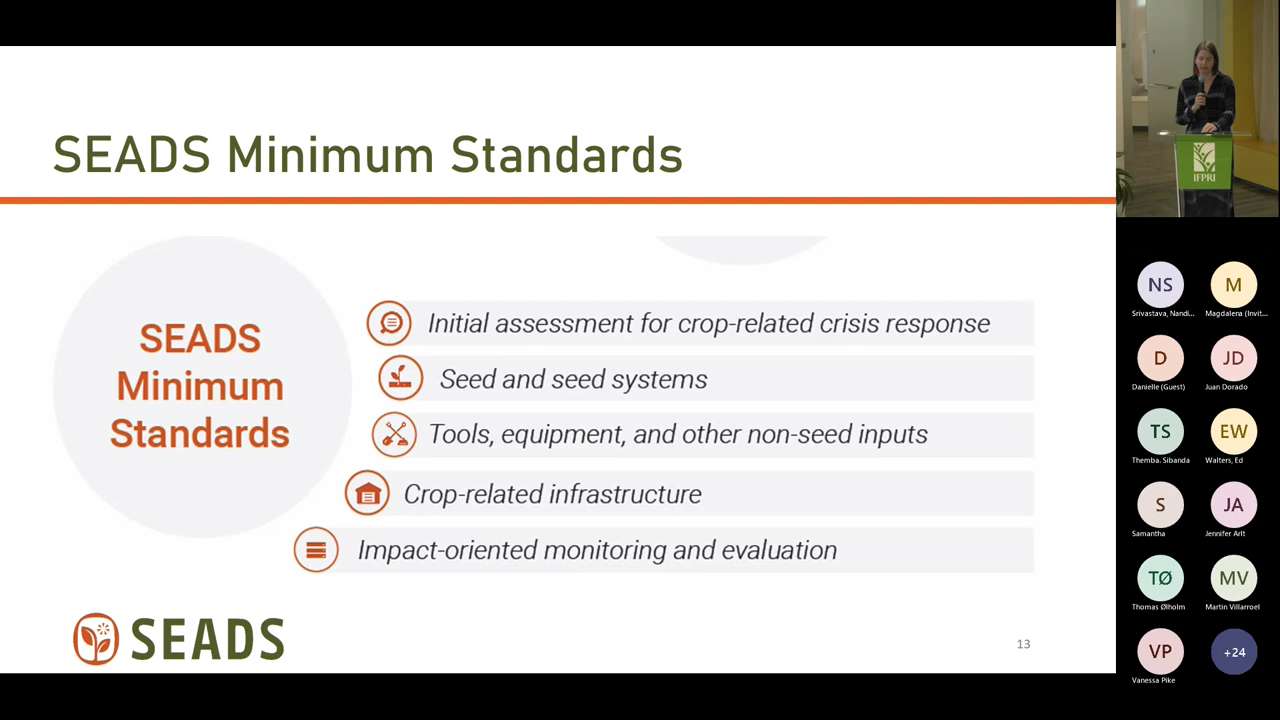 SEADS Minimum Standards
SEADS
Minimum
Standards
Initial assessment for crop-related crisis response
Seed and seed systems
Tools, equipment, and other non-seed inputs
Crop-related infrastructure
Impact-oriented monitoring and evaluation
SEADS
13
IFPRI
NS
Srivastava, Nandi...
M
Magdalena (Invit...
D
Danielle (Guest)
JD
Juan Dorado
TS
Themba. Sibanda
EW
Walters, Ed
S
Samantha
JA
Jennifer Arlt
TØ
Thomas Ølholm
MV
Martin Villarroel
VP
Vanessa Pike
+24